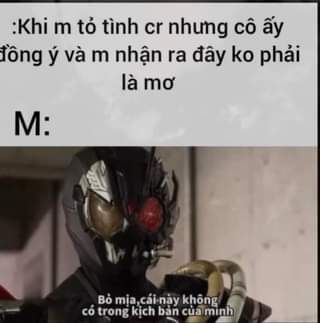 :Khi m tỏ tình cr nhưng cô ấy
đồng ý và m nhận ra đây ko phải
là mơ
M:
Bỏ mịa,cái này không
có trong kịch bản của mình